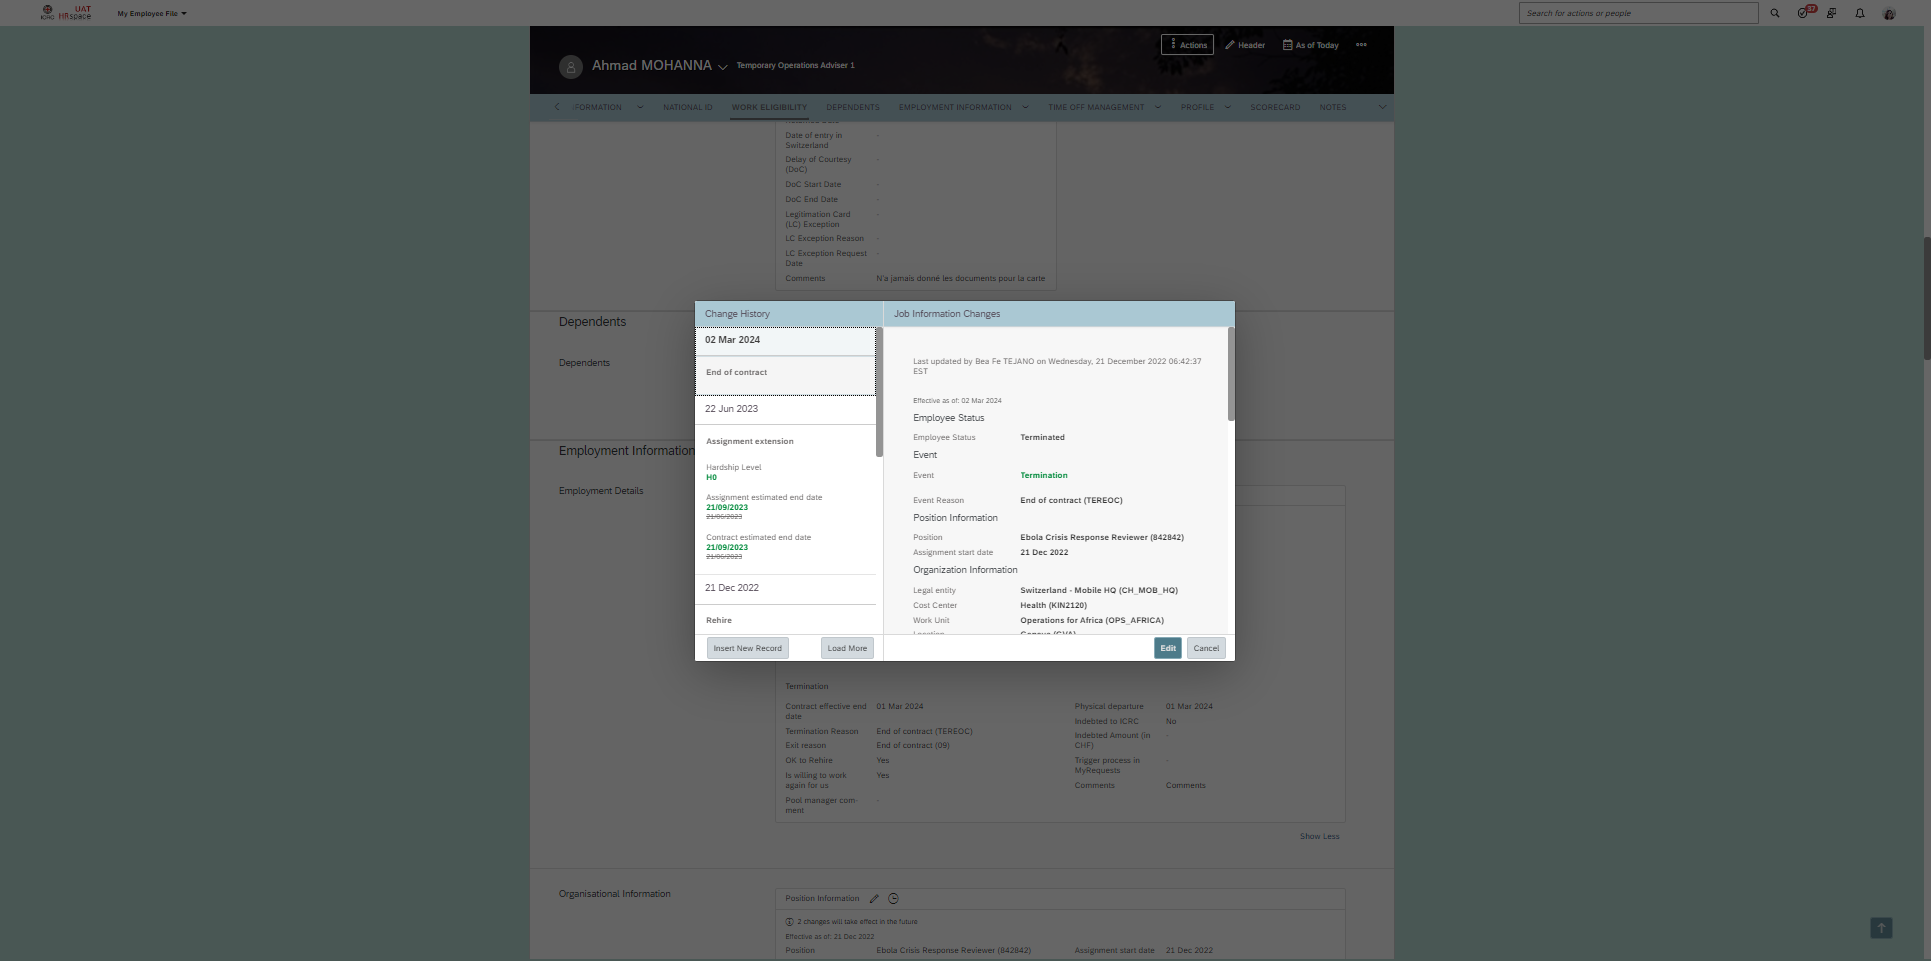 ICRC
UAT
HRspace
My Employee File
Search for actions or people
37
Ahmad MOHANNA
Temporary Operations Adviser 1
Actions
Header
As of Today
FORMATION
NATIONAL ID
WORK ELIGIBILITY
DEPENDENTS
EMPLOYMENT INFORMATION
TIME OFF MANAGEMENT
PROFILE
SCORECARD
NOTES
Date of entry in
Switzerland
-
Delay of Courtesy
(DoC)
-
DoC Start Date
-
DoC End Date
-
Legitimation Card
(LC) Exception
-
LC Exception Reason
-
LC Exception Request
Date
-
Comments
N'a jamais donné les documents pour la carte
Dependents
Dependents
Employment Information
Employment Details
Change History
02 Mar 2024
End of contract
22 Jun 2023
Assignment extension
Hardship Level
H0
Assignment estimated end date
21/09/2023
21/06/2023
Contract estimated end date
21/09/2023
21/06/2023
21 Dec 2022
Rehire
Insert New Record
Load More
Job Information Changes
Last updated by Bea Fe TEJANO on Wednesday, 21 December 2022 06:42:37
EST
Effective as of: 02 Mar 2024
Employee Status
Employee Status
Terminated
Event
Event
Termination
Event Reason
End of contract (TEREOC)
Position Information
Position
Ebola Crisis Response Reviewer (842842)
Assignment start date
21 Dec 2022
Organization Information
Legal entity
Switzerland - Mobile HQ (CH_MOB_HQ)
Cost Center
Health (KIN2120)
Work Unit
Operations for Africa (OPS_AFRICA)
Location
Geneva (GVA)
Edit
Cancel
Termination
Contract effective end
date
01 Mar 2024
Termination Reason
End of contract (TEREOC)
Exit reason
End of contract (09)
OK to Rehire
Yes
Is willing to work
again for us
Yes
Pool manager com-
ment
-
Physical departure
01 Mar 2024
Indebted to ICRC
No
Indebted Amount (in
CHF)
-
Trigger process in
MyRequests
-
Comments
Comments
Show Less
Organisational Information
Position Information
2 changes will take effect in the future
Effective as of: 21 Dec 2022
Position
Ebola Crisis Response Reviewer (842842)
Assignment start date
21 Dec 2022